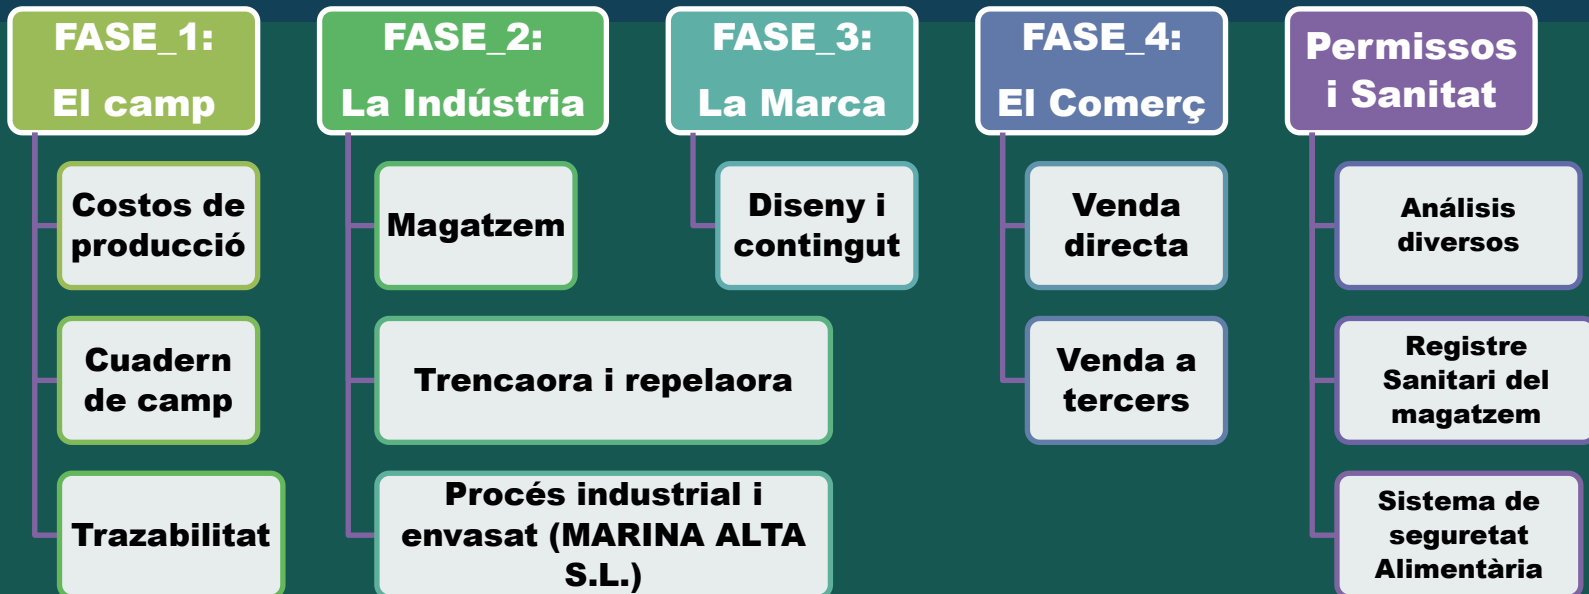 FASE_1:
El camp
Costos de
producció
Cuadern
de camp
Trazabilitat
FASE_2:
La Indústria
Magatzem
Trencaora i repelaora
Procés industrial i
envasat (MARINA ALTA
S.L.)
FASE_3:
La Marca
Diseny i
contingut
FASE_4:
El Comerç
Venda
directa
Venda a
tercers
Permissos
i Sanitat
Análisis
diversos
Registre
Sanitari del
magatzem
Sistema de
seguretat
Alimentària